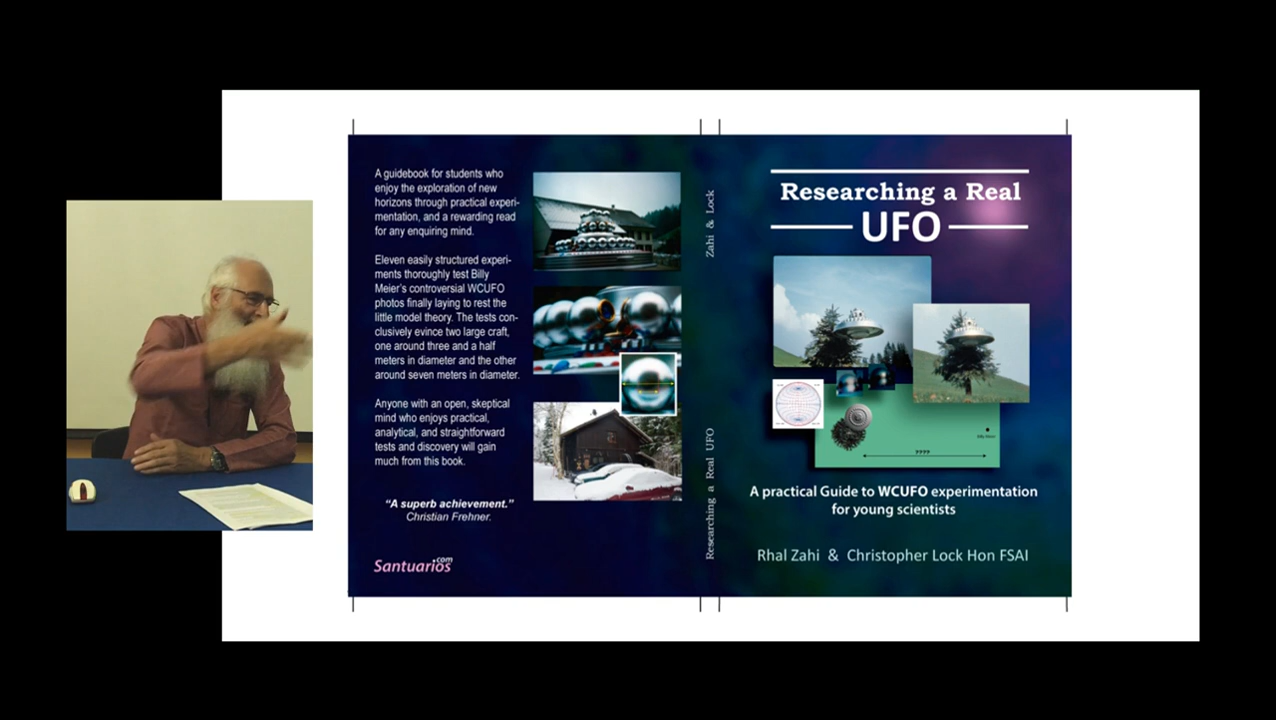 A guidebook for students who
enjoy the exploration of new
horizons through practical experi-
mentation, and a rewarding read
for any enquiring mind.
Eleven easily structured experi-
ments thoroughly test Billy
Meier's controversial WCUFO
photos finally laying to rest the
little model theory. The tests con-
clusively evince two large craft,
one around three and a half
meters in diameter and the other
around seven meters in diameter.
Anyone with an open, skeptical
mind who enjoys practical,
analytical, and straightforward
tests and discovery will gain
much from this book.
“A superb achievement.”
Christian Frehner.
Santuarios.com
Zahi & Lock
Researching a Real UFO
Researching a Real
UFO
????
A practical Guide to WCUFO experimentation
for young scientists
Rhal Zahi & Christopher Lock Hon FSAI